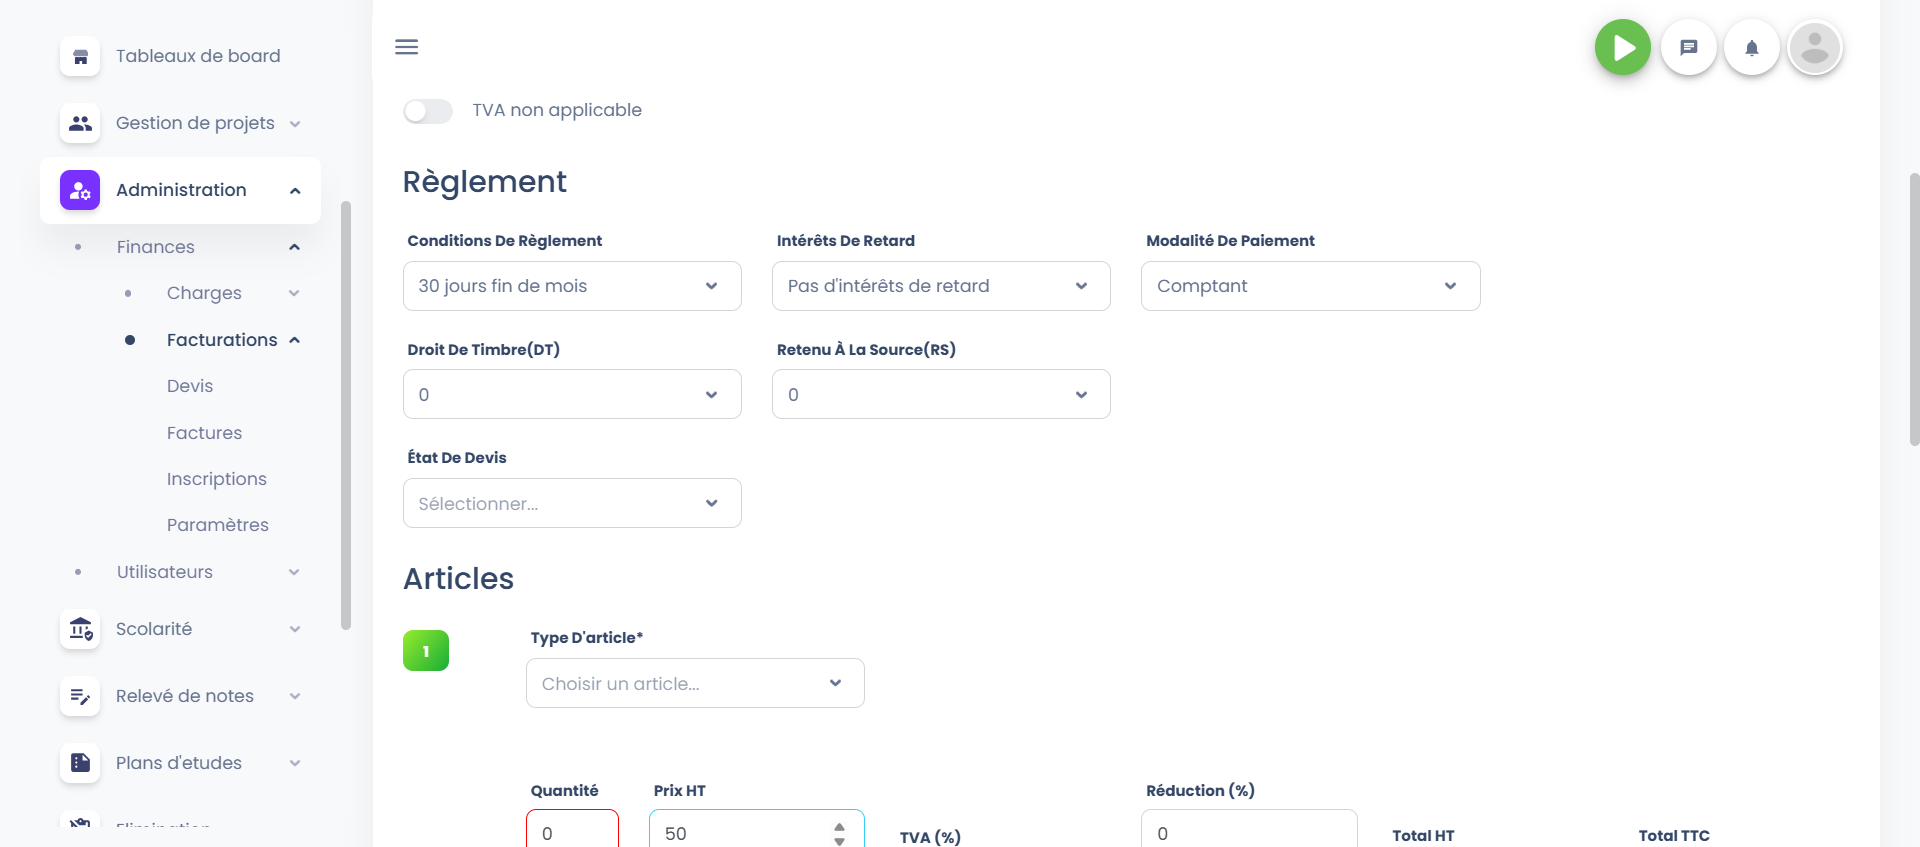 Tableaux de board
Gestion de projets
Administration
Finances
Charges
Facturations
Devis
Factures
Inscriptions
Paramètres
Utilisateurs
Scolarité
Relevé de notes
Plans d'etudes
TVA non applicable
Règlement
Conditions De Règlement
Intérêts De Retard
Modalité De Paiement
30 jours fin de mois
Pas d'intérêts de retard
Comptant
Droit De Timbre(DT)
Retenu À La Source(RS)
0
0
État De Devis
Sélectionner...
Articles
1
Type D'article*
Choisir un article...
Quantité
Prix HT
Réduction (%)
0
50
TVA (%)
0
Total HT
Total TTC